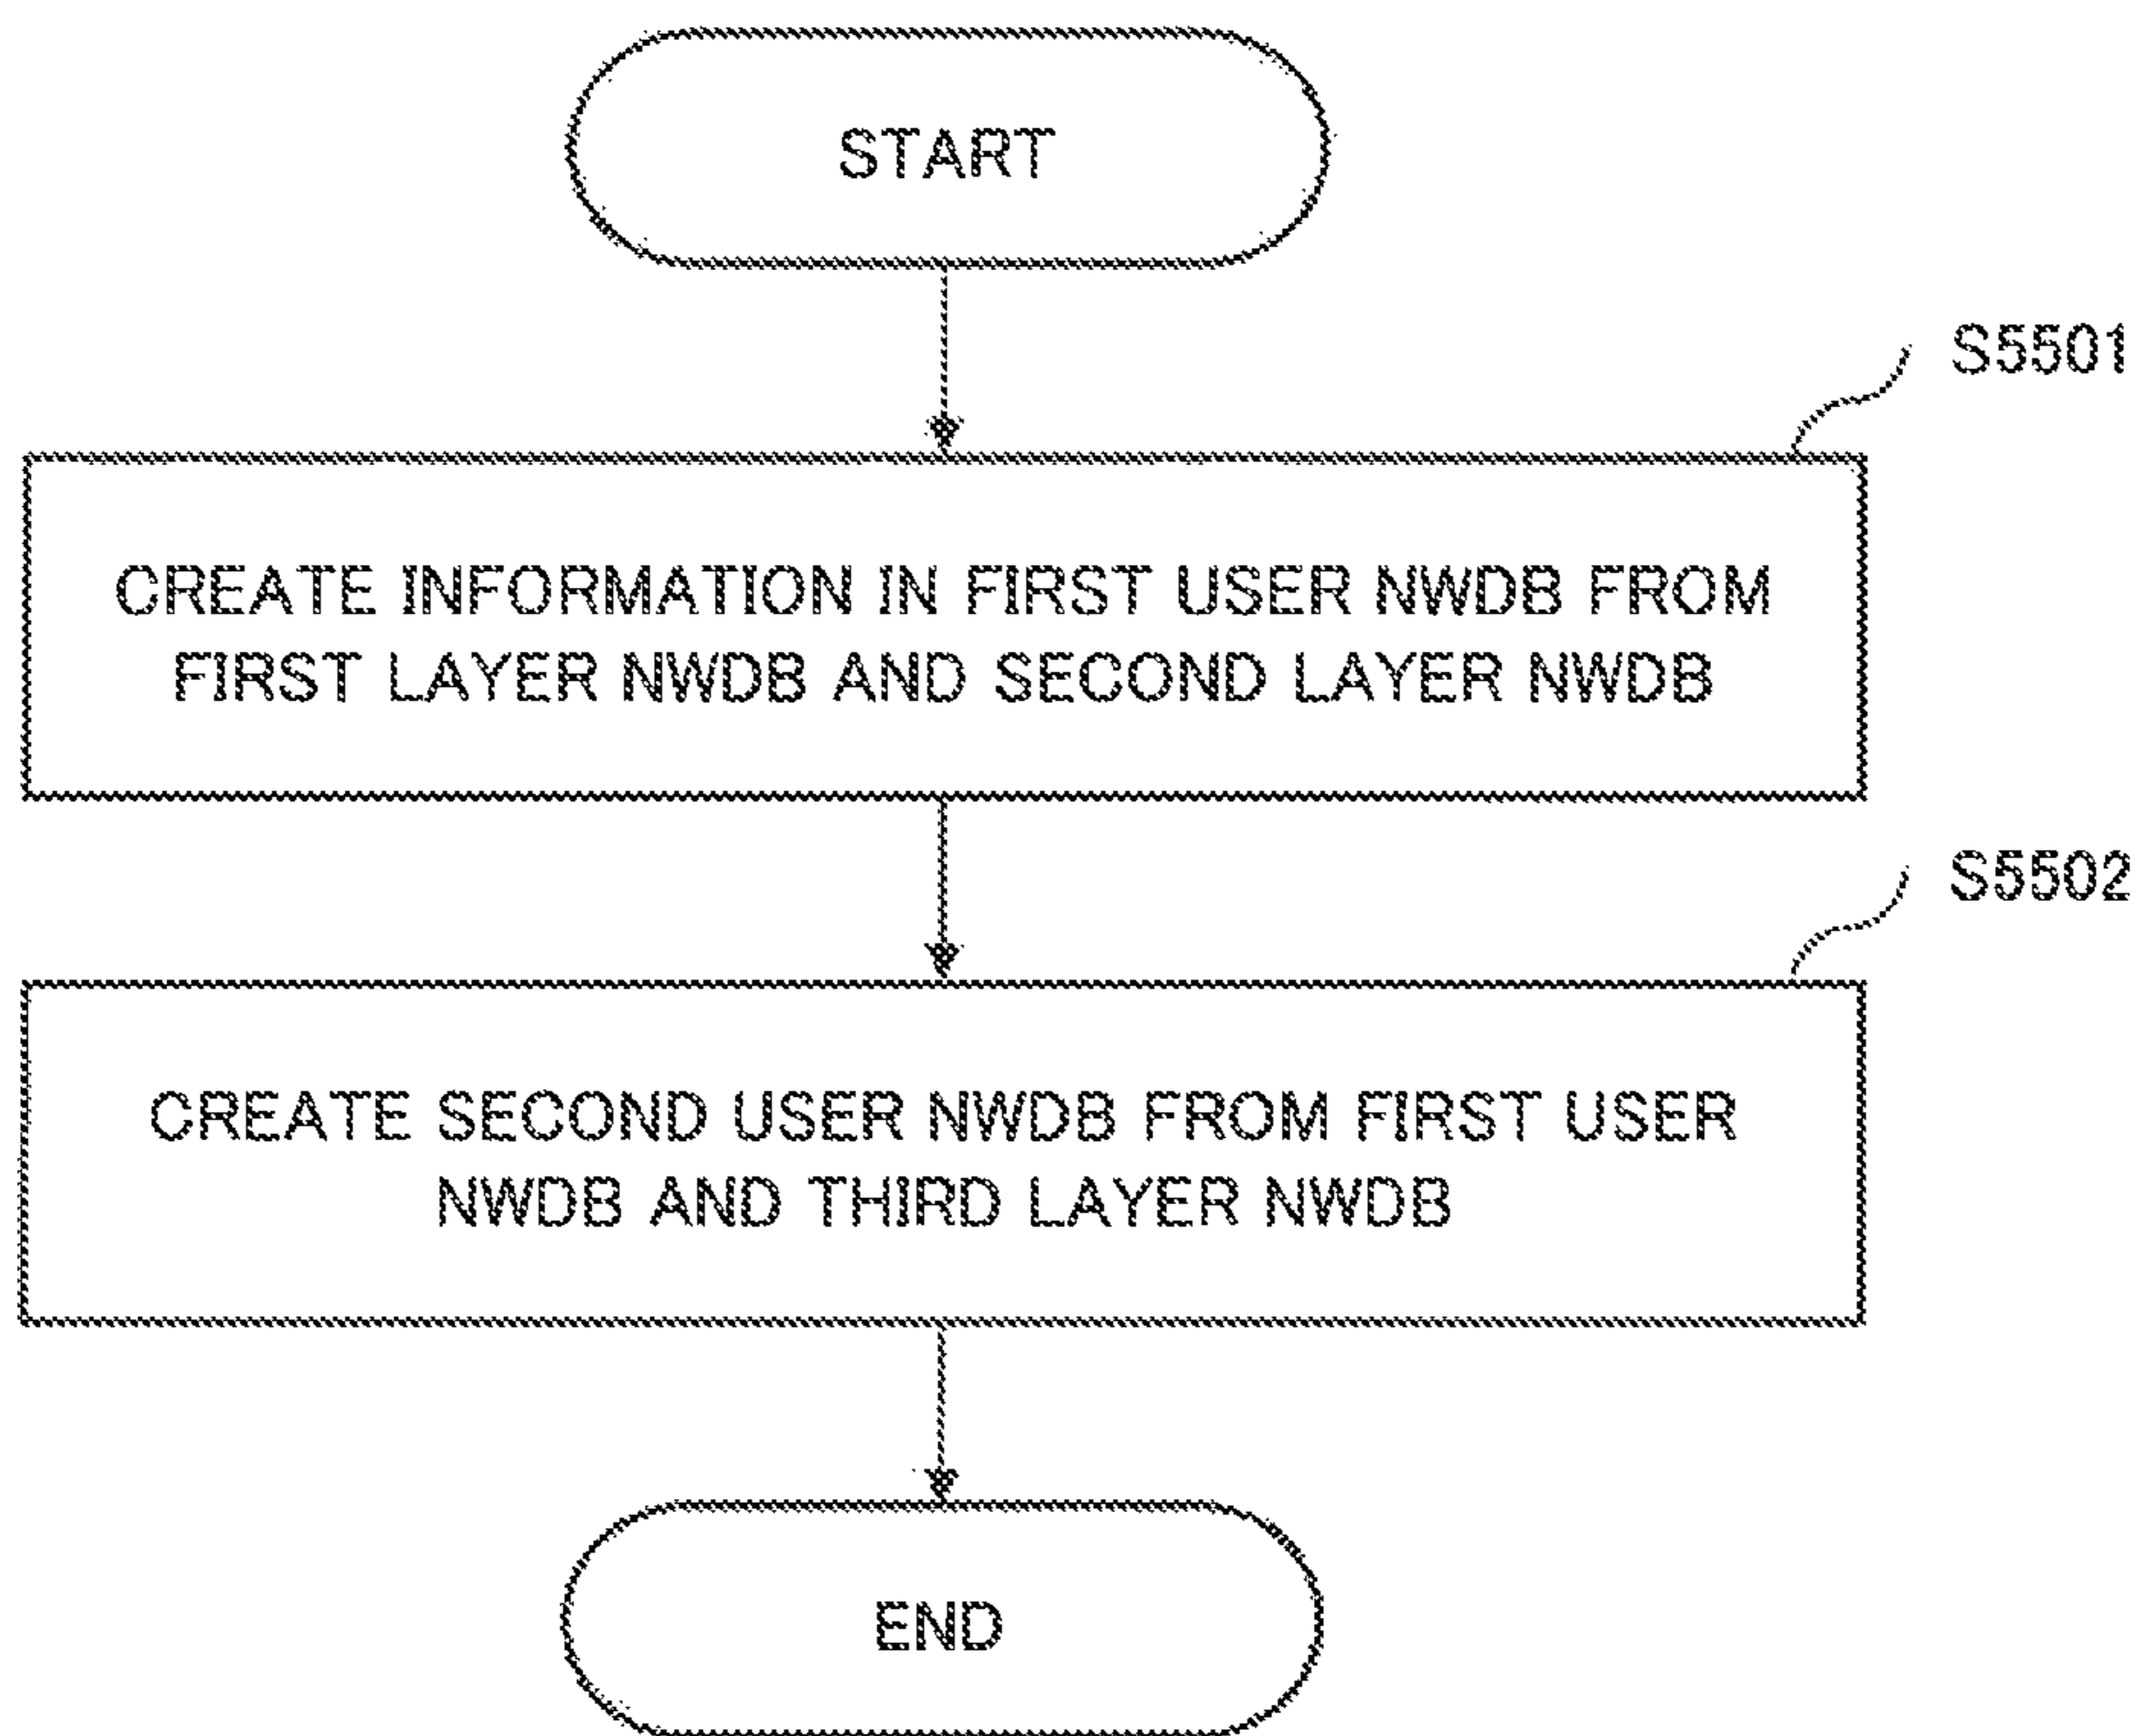 START
S5501
CREATE INFORMATION IN FIRST USER NWDB FROM
FIRST LAYER NWDB AND SECOND LAYER NWDB
S5502
CREATE SECOND USER NWDB FROM FIRST USER
NWDB AND THIRD LAYER NWDB
END